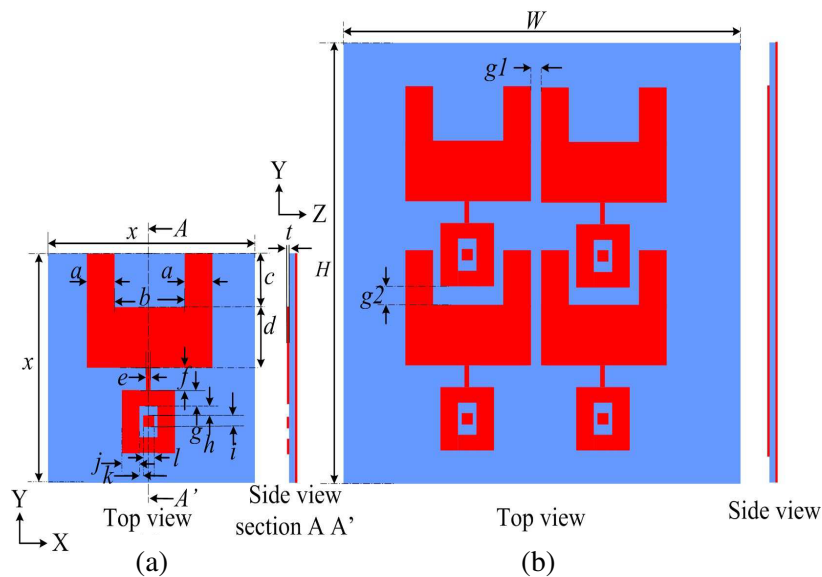 W
g1
Y
Z
A
x
t
H
a
a
c
b
d
g2
x
e
f
g
h
i
j
l
k
A'
Y
X
Top view
Side view
section A A'
Top view
Side view
(a)
(b)